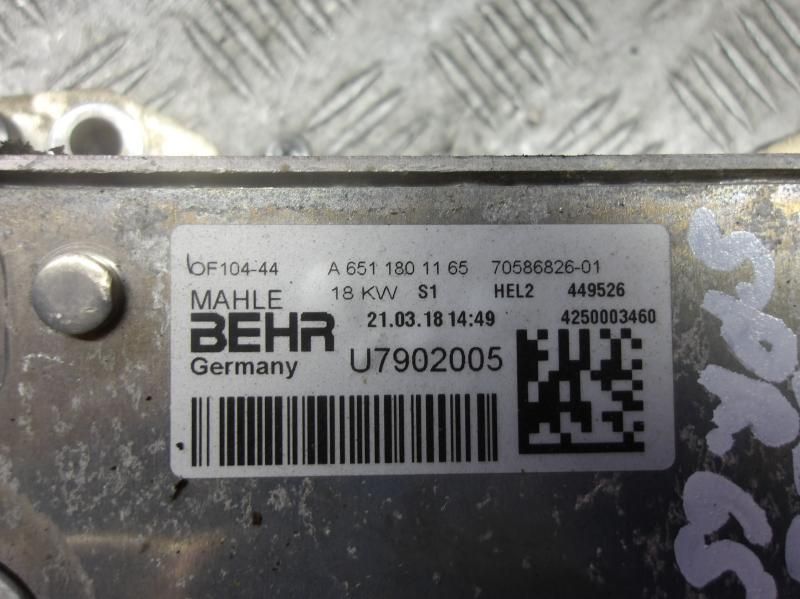 OF104-44 A 651 180 11 65 70586826-01
MAHLE 18 KW S1 HEL2 449526
BEHR 21.03.18 14:49 4250003460
Germany U7902005